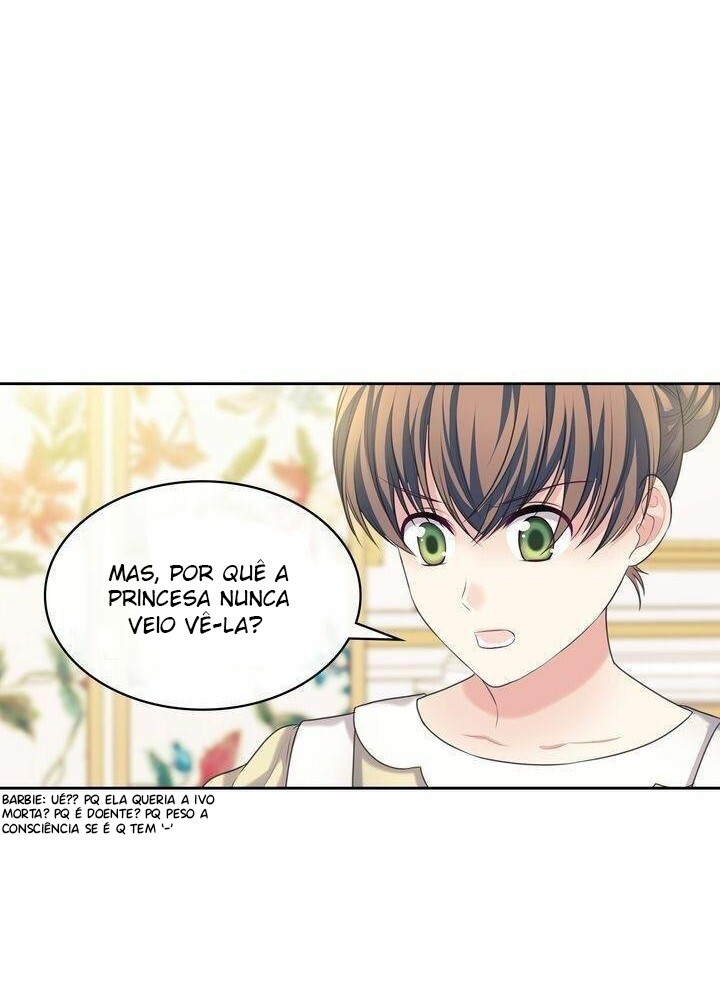 MAS, POR QUÊ A
PRINCESA NUNCA
VEIO VÊ-LA?
BARBIE: UÉ?? PQ ELA QUERIA A IVO
MORTA? PQ É DOENTE? PQ PESO A
CONSCIÊNCIA SE É Q TEM '-'